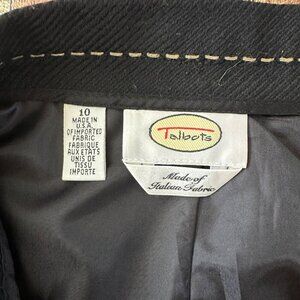 10
MADE IN
U.S.A.
OF IMPORTED
FABRIC
FABRIQUE
AUX ETATS
UNIS DE
TISSU
IMPORTE
Talbots
Made of
Italian Fabric